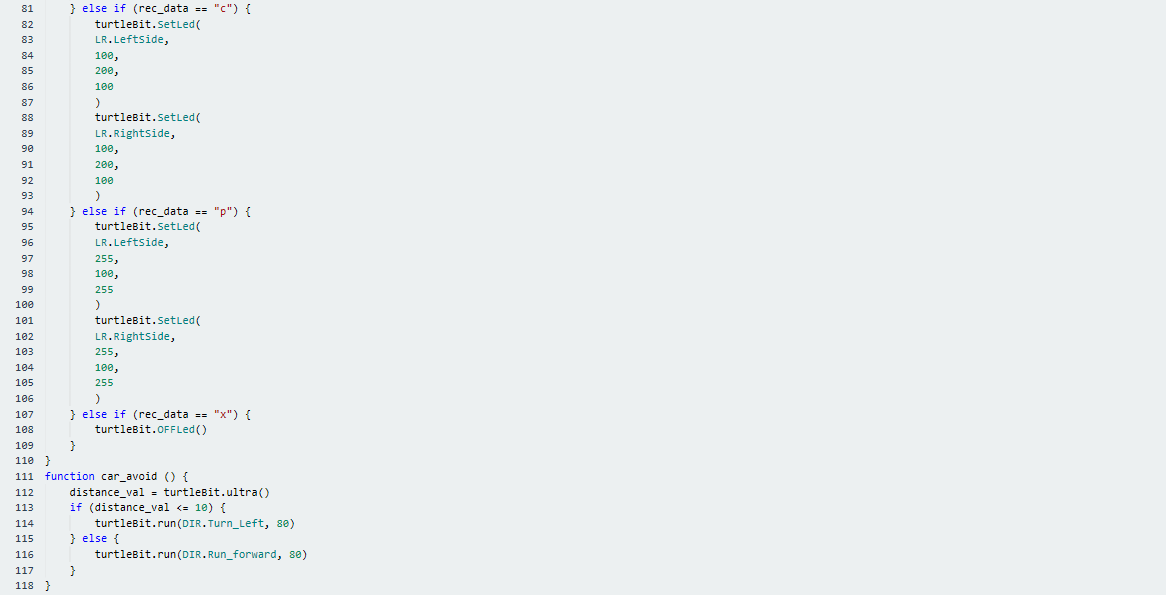 81 } else if (rec_data == "c") {
82 turtleBit.SetLed(
83 LR.LeftSide,
84 100,
85 200,
86 100
87 )
88 turtleBit.SetLed(
89 LR.RightSide,
90 100,
91 200,
92 100
93 )
94 } else if (rec_data == "p") {
95 turtleBit.SetLed(
96 LR.LeftSide,
97 255,
98 100,
99 255
100 )
101 turtleBit.SetLed(
102 LR.RightSide,
103 255,
104 100,
105 255
106 )
107 } else if (rec_data == "x") {
108 turtleBit.OFFLed()
109 }
110 }
111 function car_avoid () {
112 distance_val = turtleBit.ultra()
113 if (distance_val <= 10) {
114 turtleBit.run(DIR.Turn_Left, 80)
115 } else {
116 turtleBit.run(DIR.Run_forward, 80)
117 }
118 }